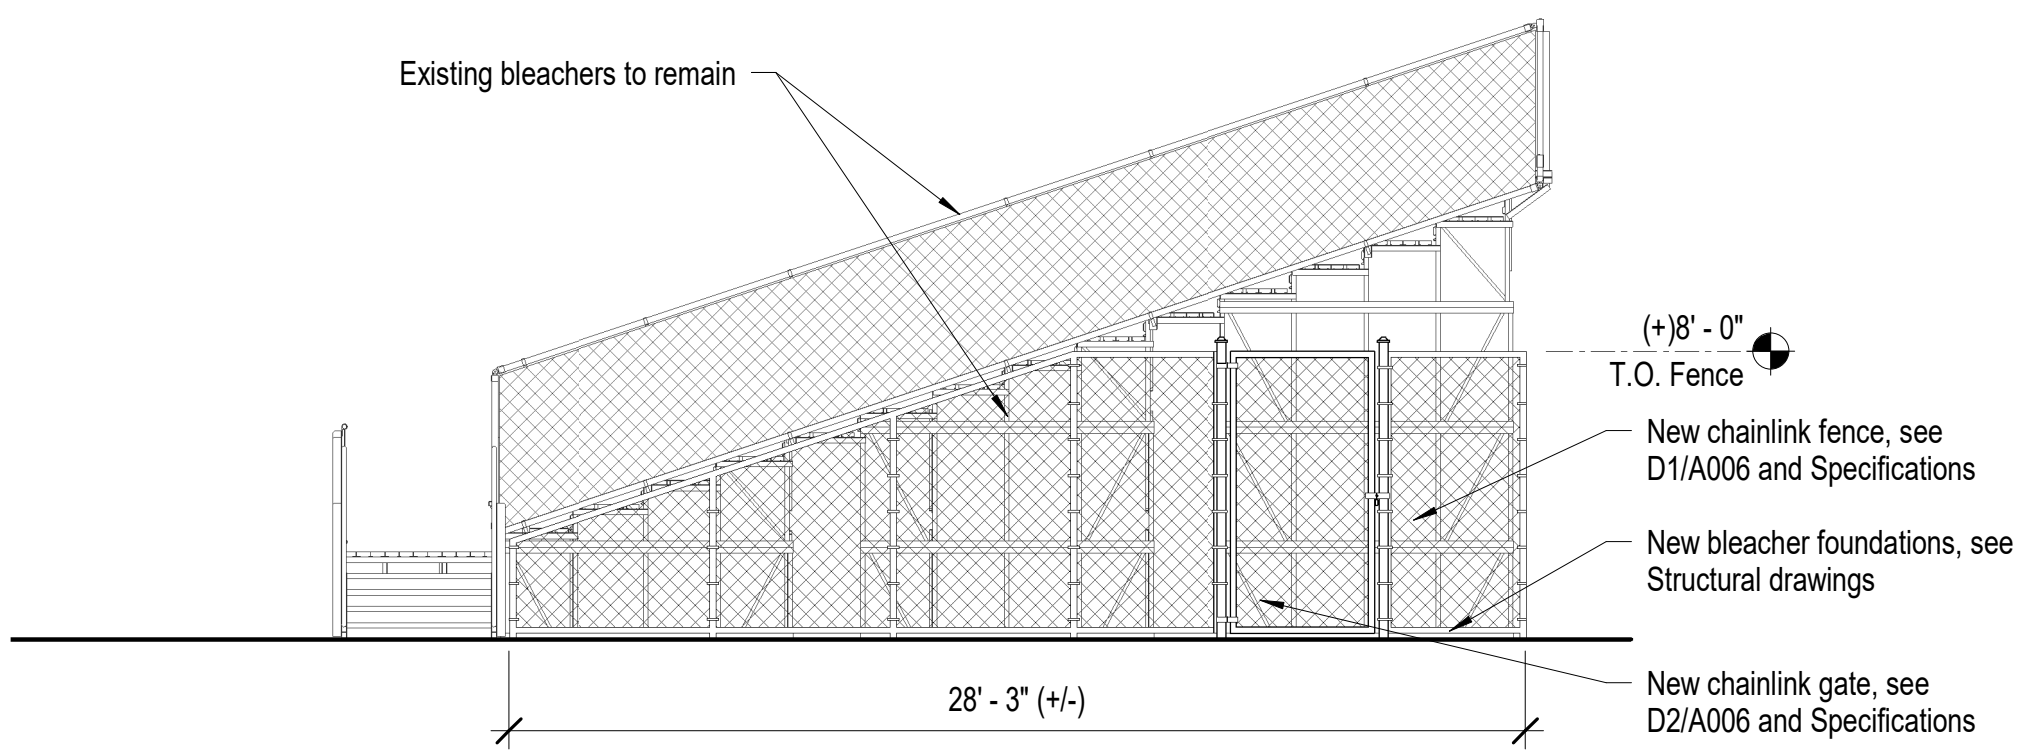 Existing bleachers to remain
(+)8' - 0"
T.O. Fence
New chainlink fence, see
D1/A006 and Specifications
New bleacher foundations, see
Structural drawings
New chainlink gate, see
D2/A006 and Specifications
28' - 3" (+/-)